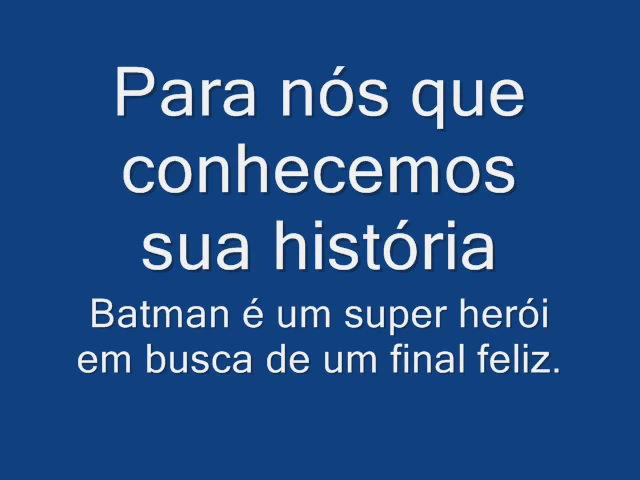 Para nós que
conhecemos
sua história
Batman é um super herói
em busca de um final feliz.